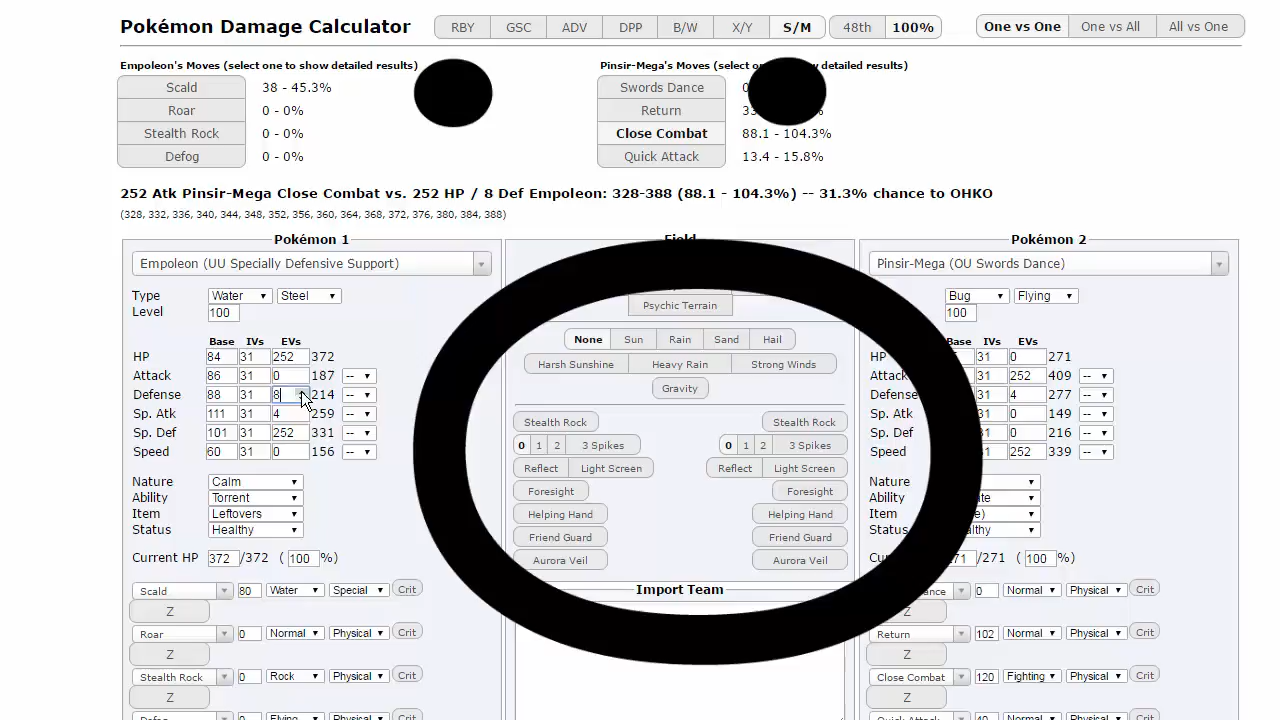 Pokémon Damage Calculator
RBY GSC ADV DPP B/W X/Y S/M 48th 100% One vs One One vs All All vs One
Empoleon's Moves (select one to show detailed results)
Scald 38 - 45.3%
Roar 0 - 0%
Stealth Rock 0 - 0%
Defog 0 - 0%
Pinsir-Mega's Moves (select detailed results)
Swords Dance
Return
Close Combat 88.1 - 104.3%
Quick Attack 13.4 - 15.8%
252 Atk Pinsir-Mega Close Combat vs. 252 HP / 8 Def Empoleon: 328-388 (88.1 - 104.3%) -- 31.3% chance to OHKO
(328, 332, 336, 340, 344, 348, 352, 356, 360, 364, 368, 372, 376, 380, 384, 388)
Pokémon 1
Empoleon (UU Specially Defensive Support)
Type Water Steel
Level 100
Base IVs EVs
HP 84 31 252 372
Attack 86 31 0 187 --
Defense 88 31 8 214 --
Sp. Atk 111 31 4 259 --
Sp. Def 101 31 252 331 --
Speed 60 31 0 156 --
Nature Calm
Ability Torrent
Item Leftovers
Status Healthy
Current HP 372 /372 ( 100 %)
Scald 80 Water Special Crit
Z
Roar 0 Normal Physical Crit
Z
Stealth Rock 0 Rock Physical Crit
Z
Defog 0 Flying Physical Crit
Field
Psychic Terrain
None Sun Rain Sand Hail
Harsh Sunshine Heavy Rain Strong Winds
Gravity
Stealth Rock Stealth Rock
0 1 2 3 Spikes 0 1 2 3 Spikes
Reflect Light Screen Reflect Light Screen
Foresight Foresight
Helping Hand Helping Hand
Friend Guard Friend Guard
Aurora Veil Aurora Veil
Import Team
Pokémon 2
Pinsir-Mega (OU Swords Dance)
Bug Flying
100
Base IVs EVs
HP 31 0 271
Attack 31 252 409 --
Defense 31 4 277 --
Sp. Atk 31 0 149 --
Sp. Def 31 0 216 --
Speed 31 252 339 --
Nature
Ability
Item
Status
/271 ( 100 %)
0 Normal Physical Crit
Z
Return 102 Normal Physical Crit
Z
Close Combat 120 Fighting Physical Crit
Z
Quick Attack 40 Normal Physical Crit